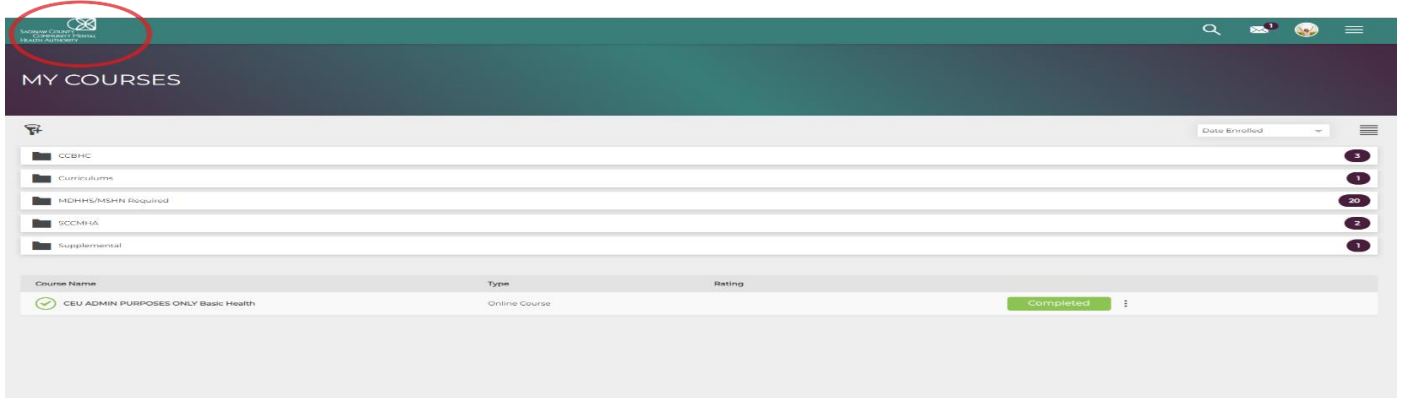 SAGINAW COUNTY
COMMUNITY MENTAL
HEALTH AUTHORITY
1
MY COURSES
Date Enrolled
CCBHC 3
Curriculums 1
MDHHS/MSHN Required 20
SCCMHA 2
Supplemental 1
Course Name Type Rating
CEU ADMIN PURPOSES ONLY Basic Health Online Course Completed